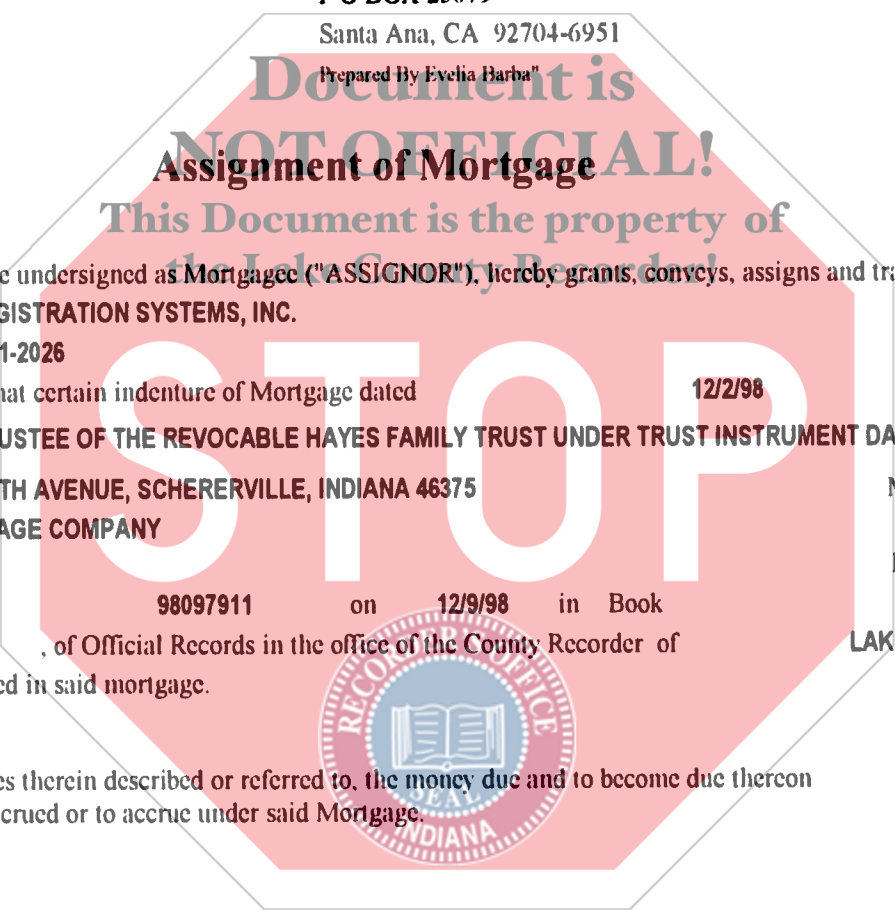 Santa Ana, CA 92704-6951
Prepared By Evelia Barba"
Document is
NOT OFFICIAL!
Assignment of Mortgage
This Document is the property of
the Lake County Recorder!
e undersigned as Mortgagee ("ASSIGNOR"), hereby grants, conveys, assigns and tra
GISTRATION SYSTEMS, INC.
1-2026
hat certain indenture of Mortgage dated 12/2/98
USTEE OF THE REVOCABLE HAYES FAMILY TRUST UNDER TRUST INSTRUMENT DA
TH AVENUE, SCHERERVILLE, INDIANA 46375
AGE COMPANY
STOP
98097911 on 12/9/98 in Book
, of Official Records in the office of the County Recorder of LAK
ed in said mortgage.
RECORDER'S OFFICE
SEAL
INDIANA
es therein described or referred to, the money due and to become due thereon
crued or to accrue under said Mortgage.